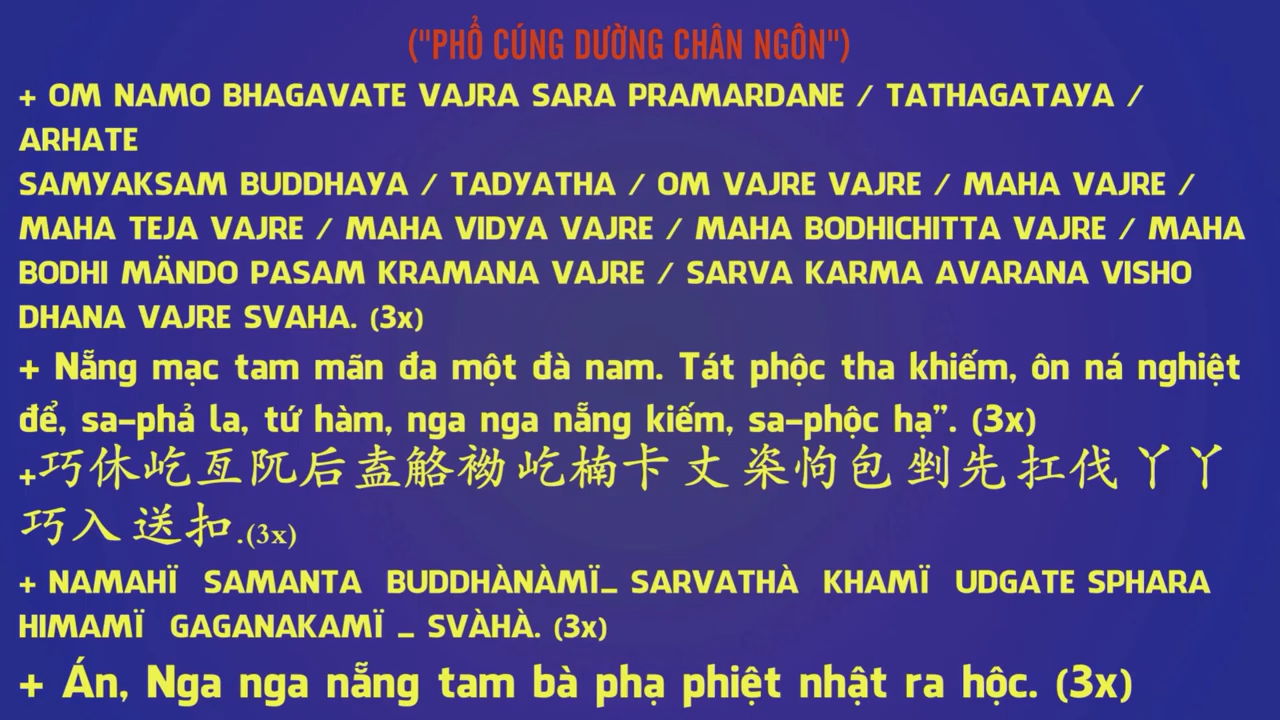 ("PHỔ CÚNG DƯỜNG CHÂN NGÔN")
+ OM NAMO BHAGAVATE VAJRA SARA PRAMARDANE / TATHAGATAYA /
ARHATE
SAMYAKSAM BUDDHAYA / TADYATHA / OM VAJRE VAJRE / MAHA VAJRE /
MAHA TEJA VAJRE / MAHA VIDYA VAJRE / MAHA BODHICHITTA VAJRE / MAHA
BODHI MÄNDO PASAM KRAMANA VAJRE / SARVA KARMA AVARANA VISHO
DHANA VAJRE SVAHA. (3x)
+ Nẵng mạc tam mãn đa một đà nam. Tát phộc tha khiếm, ôn ná nghiệt
để, sa-phả la, tứ hàm, nga nga nẵng kiếm, sa-phộc hạ”. (3x)
+巧休屹亙阢后盍觡袎屹楠卡丈栥怐包剉先扛伐丫丫
巧入送扣.(3x)
+ NAMAHÏ SAMANTA BUDDHÀNÀMÏ_ SARVATHÀ KHAMÏ UDGATE SPHARA
HIMAMÏ GAGANAKAMÏ _ SVÀHÀ. (3x)
+ Án, Nga nga nẵng tam bà phạ phiệt nhật ra hộc. (3x)